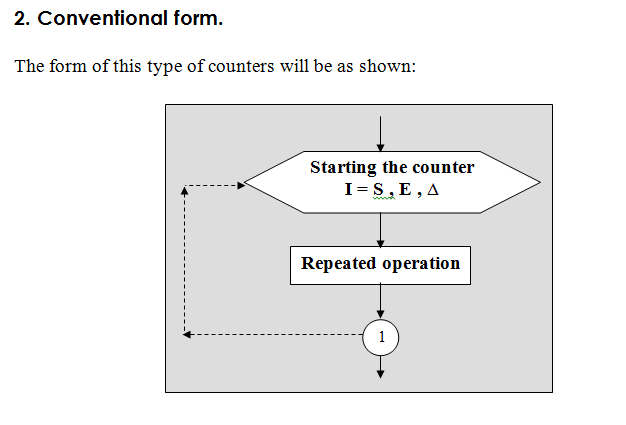 2. Conventional form.
The form of this type of counters will be as shown:
Starting the counter
I = S , E , Δ
Repeated operation
1